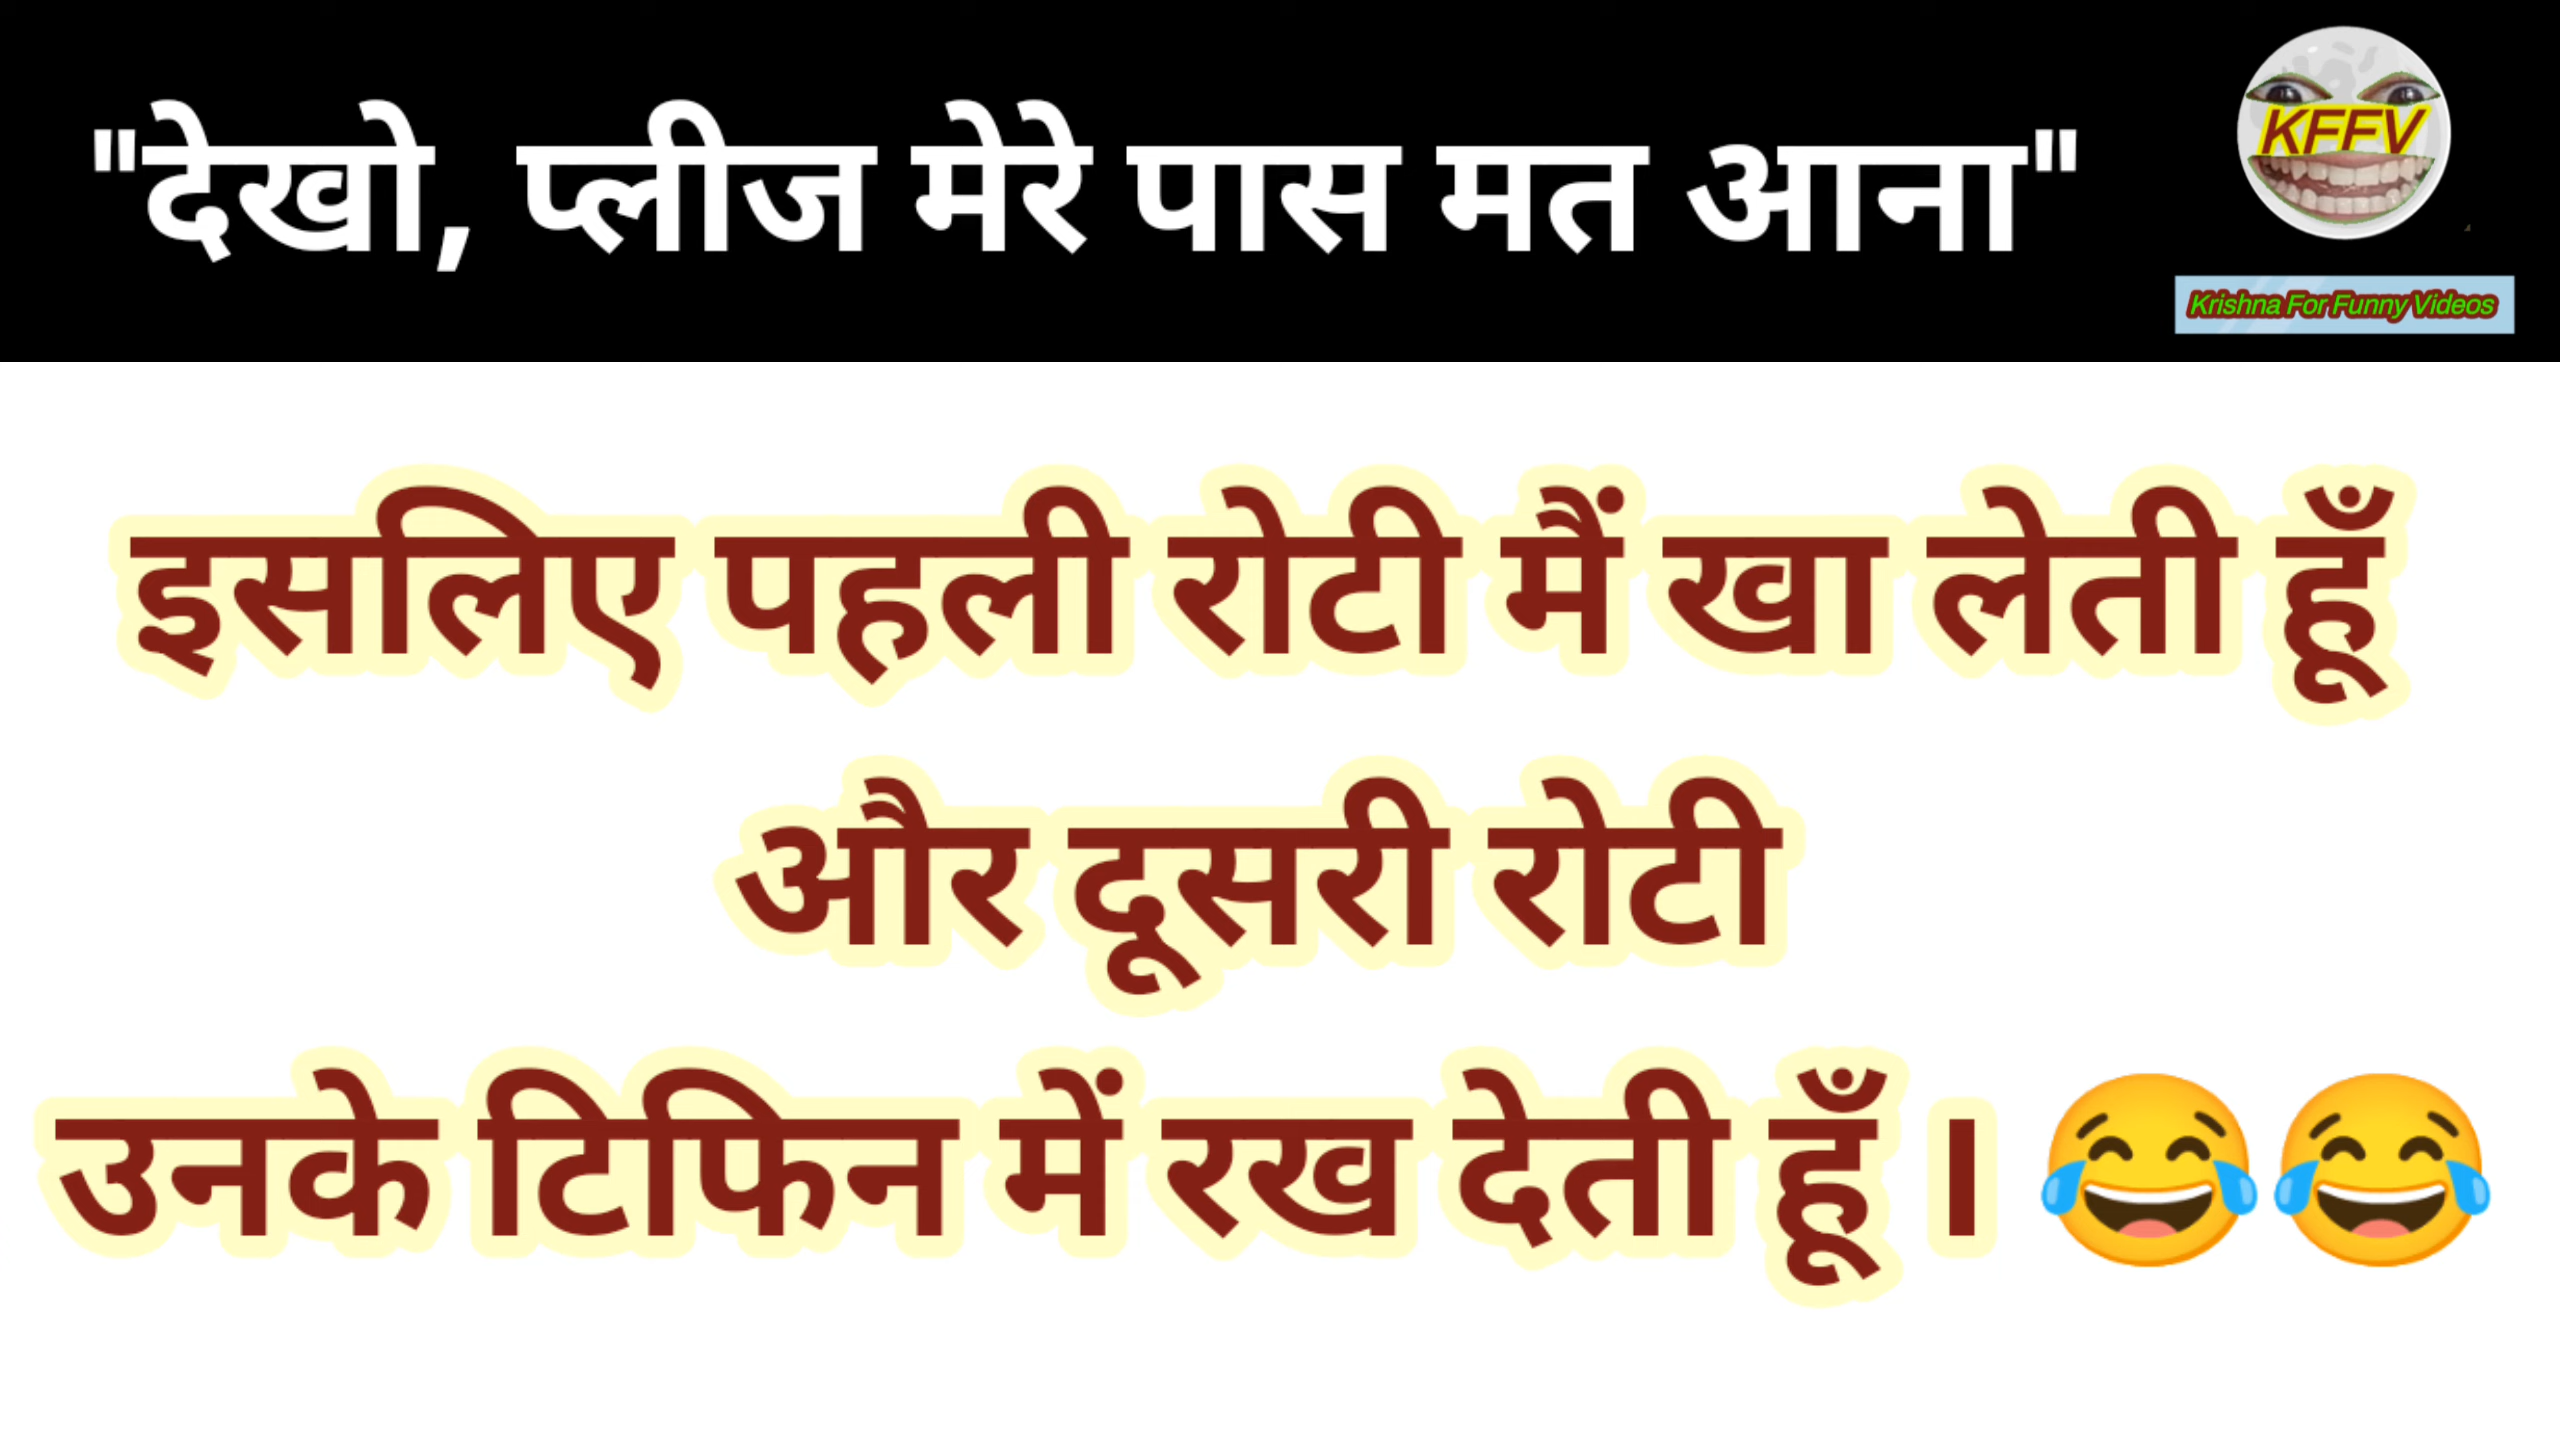 "देखो, प्लीज मेरे पास मत आना"
KFFV
Krishna For Funny Videos
इसलिए पहली रोटी मैं खा लेती हूँ
और दूसरी रोटी
उनके टिफिन में रख देती हूँ । 😂😂